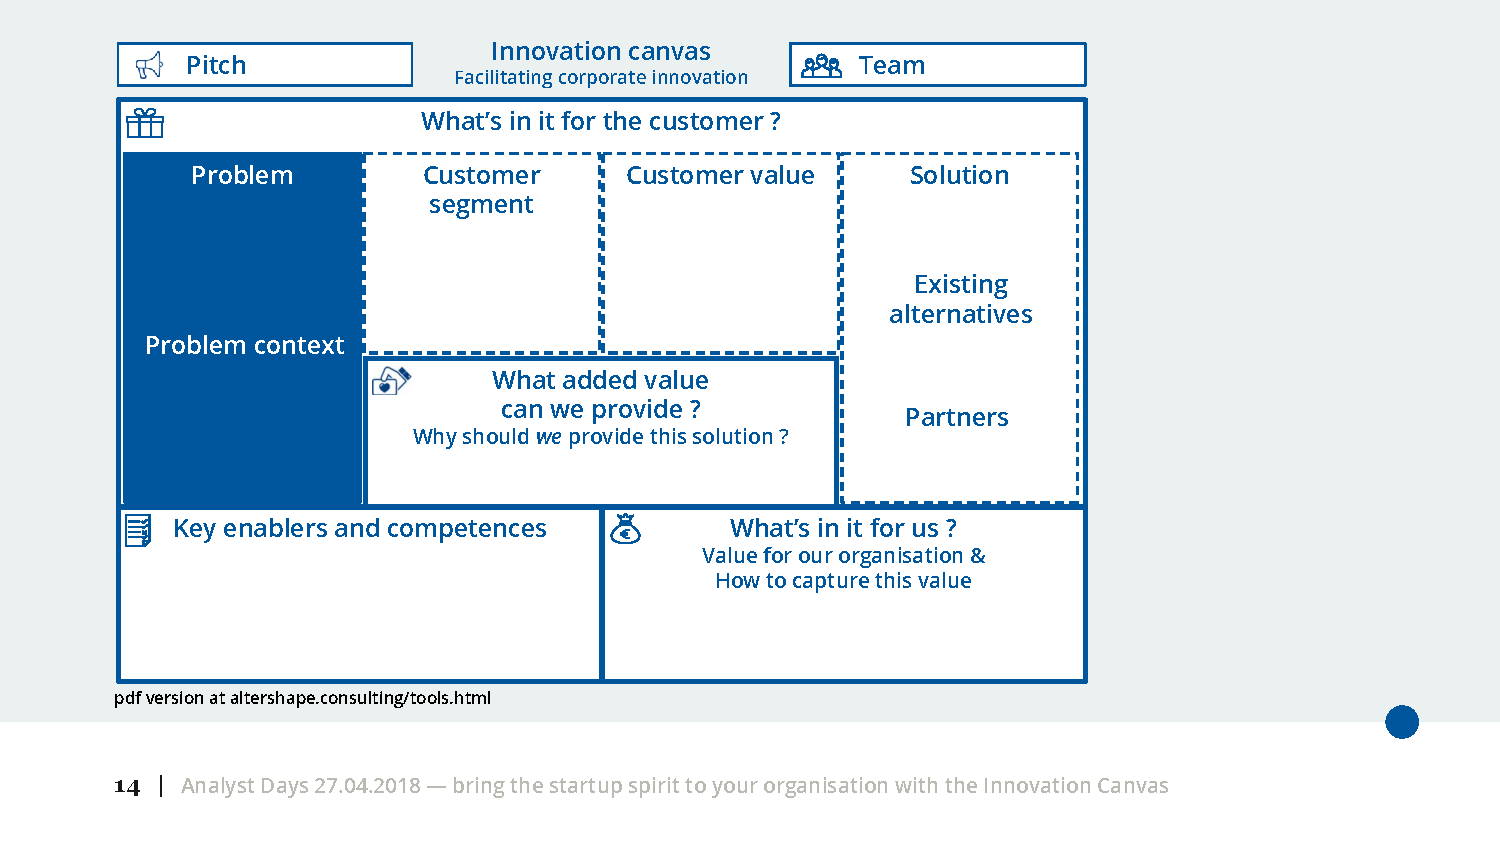 Pitch
Innovation canvas
Facilitating corporate innovation
Team
What's in it for the customer ?
Problem
Problem context
Customer
segment
Customer value
Solution
Existing
alternatives
Partners
What added value
can we provide ?
Why should we provide this solution ?
Key enablers and competences
€
What's in it for us ?
Value for our organisation &
How to capture this value
pdf version at altershape.consulting/tools.html
14 | Analyst Days 27.04.2018 — bring the startup spirit to your organisation with the Innovation Canvas